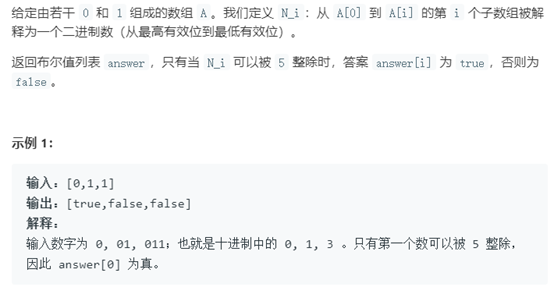 给定由若干 0 和 1 组成的数组 A。我们定义 N_i：从 A[0] 到 A[i] 的第 i 个子数组被解
释为一个二进制数（从最高有效位到最低有效位）。
返回布尔值列表 answer，只有当 N_i 可以被 5 整除时，答案 answer[i] 为 true，否则为
false。
示例 1：
输入：[0,1,1]
输出：[true,false,false]
解释：
输入数字为 0, 01, 011；也就是十进制中的 0, 1, 3 。只有第一个数可以被 5 整除，
因此 answer[0] 为真。